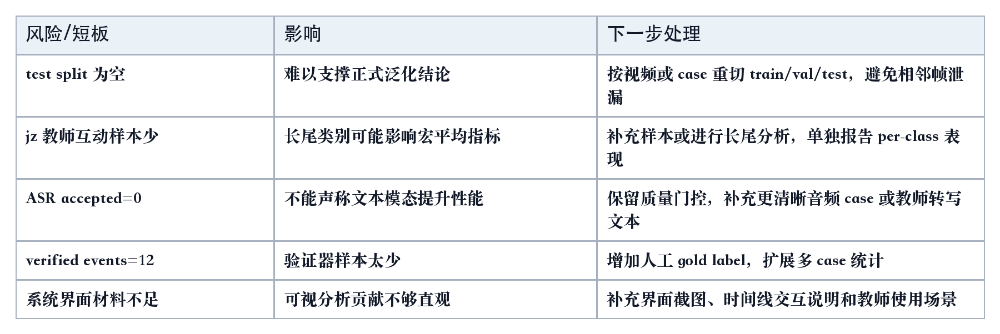 风险/短板
影响
下一步处理
test split 为空
难以支撑正式泛化结论
按视频或 case 重切 train/val/test，避免相邻帧泄
漏
jz 教师互动样本少
长尾类别可能影响宏平均指标
补充样本或进行长尾分析，单独报告 per-class 表
现
ASR accepted=0
不能声称文本模态提升性能
保留质量门控，补充更清晰音频 case 或教师转写
文本
verified events=12
验证器样本太少
增加人工 gold label，扩展多 case 统计
系统界面材料不足
可视分析贡献不够直观
补充界面截图、时间线交互说明和教师使用场景